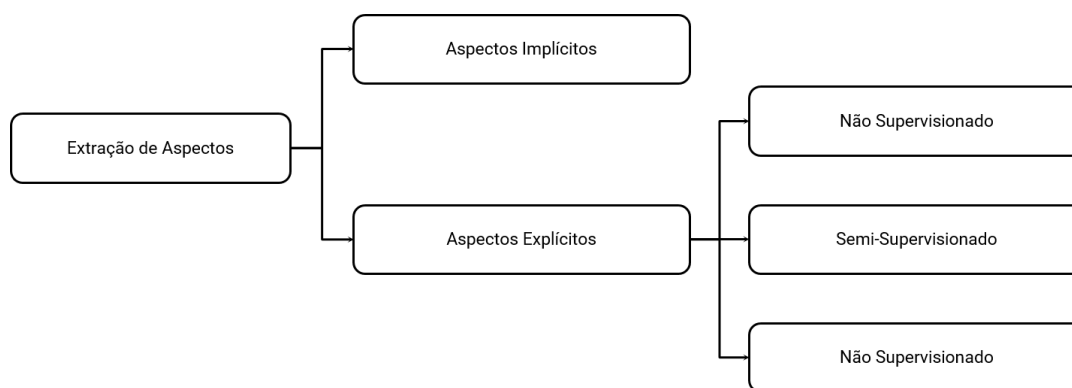 Aspectos Implícitos
Não Supervisionado
Extração de Aspectos
Aspectos Explícitos
Semi-Supervisionado
Não Supervisionado